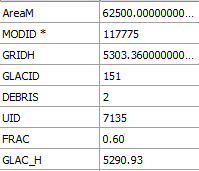 AreaM 62500.00000000...
MODID * 117775
GRIDH 5303.360000000...
GLACID 151
DEBRIS 2
UID 7135
FRAC 0.60
GLAC_H 5290.93